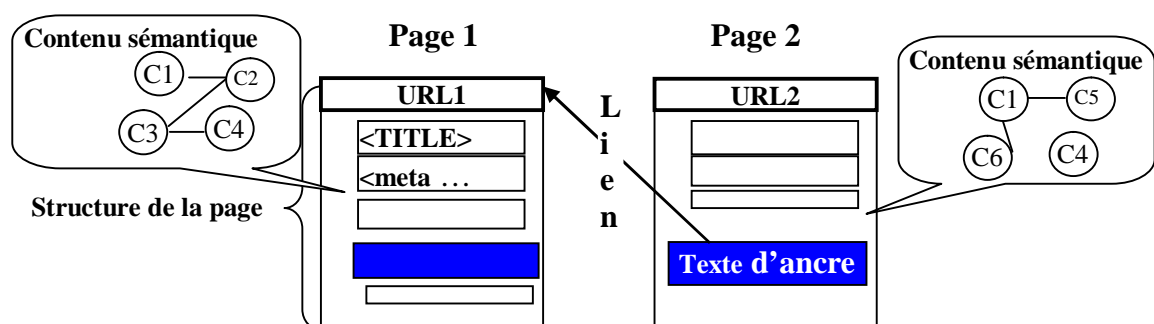 Contenu sémantique
C1
C2
C3
C4
Structure de la page
Page 1
URL1
<TITLE>
<meta …
Lien
Page 2
URL2
Texte d’ancre
Contenu sémantique
C1
C5
C6
C4